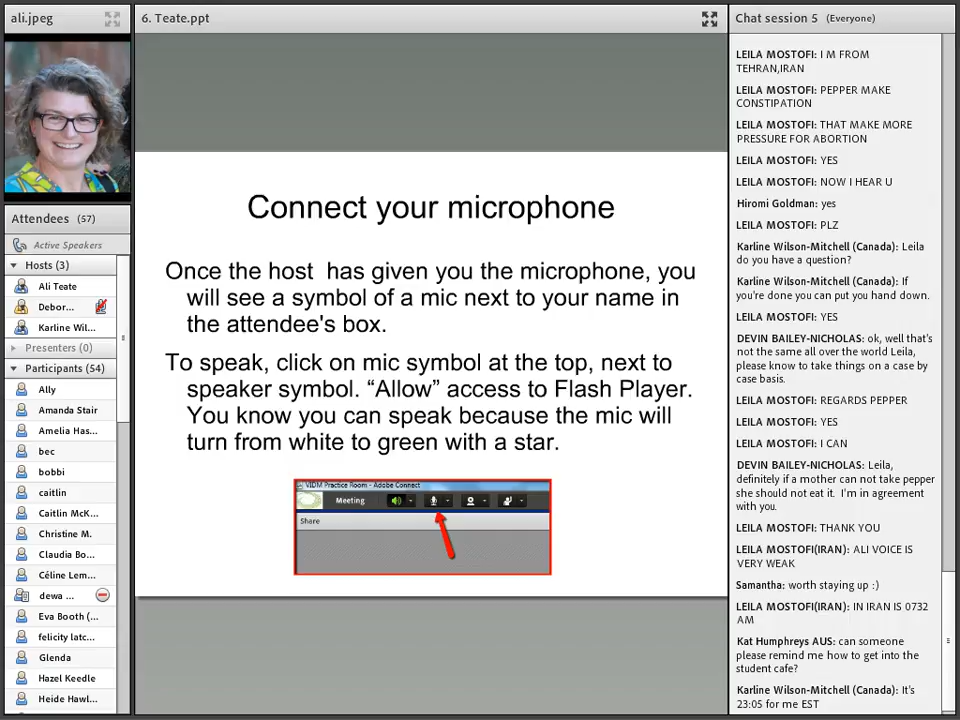 ali.jpeg
6. Teate.ppt
Chat session 5 (Everyone)
Attendees (57)
Active Speakers
Hosts (3)
Ali Teate
Debor...
Karline Wil...
Presenters (0)
Participants (54)
Ally
Amanda Stair
Amelia Has...
bec
bobbi
caitlin
Caitlin McK...
Christine M.
Claudia Bo...
Céline Lem...
dewa ...
Eva Booth (...
felicity latc...
Glenda
Hazel Keedle
Heide Hawl...
Connect your microphone
Once the host has given you the microphone, you
will see a symbol of a mic next to your name in
the attendee's box.
To speak, click on mic symbol at the top, next to
speaker symbol. “Allow” access to Flash Player.
You know you can speak because the mic will
turn from white to green with a star.
VIDM Practice Room - Adobe Connect
Meeting
Share
LEILA MOSTOFI: I M FROM
TEHRAN,IRAN
LEILA MOSTOFI: PEPPER MAKE
CONSTIPATION
LEILA MOSTOFI: THAT MAKE MORE
PRESSURE FOR ABORTION
LEILA MOSTOFI: YES
LEILA MOSTOFI: NOW I HEAR U
Hiromi Goldman: yes
LEILA MOSTOFI: PLZ
Karline Wilson-Mitchell (Canada): Leila
do you have a question?
Karline Wilson-Mitchell (Canada): If
you're done you can put you hand down.
LEILA MOSTOFI: YES
DEVIN BAILEY-NICHOLAS: ok, well that's
not the same all over the world Leila,
please know to take things on a case by
case basis.
LEILA MOSTOFI: REGARDS PEPPER
LEILA MOSTOFI: YES
LEILA MOSTOFI: I CAN
DEVIN BAILEY-NICHOLAS: Leila,
definitely if a mother can not take pepper
she should not eat it. I'm in agreement
with you.
LEILA MOSTOFI: THANK YOU
LEILA MOSTOFI(IRAN): ALI VOICE IS
VERY WEAK
Samantha: worth staying up :)
LEILA MOSTOFI(IRAN): IN IRAN IS 0732
AM
Kat Humphreys AUS: can someone
please remind me how to get into the
student cafe?
Karline Wilson-Mitchell (Canada): It's
23:05 for me EST